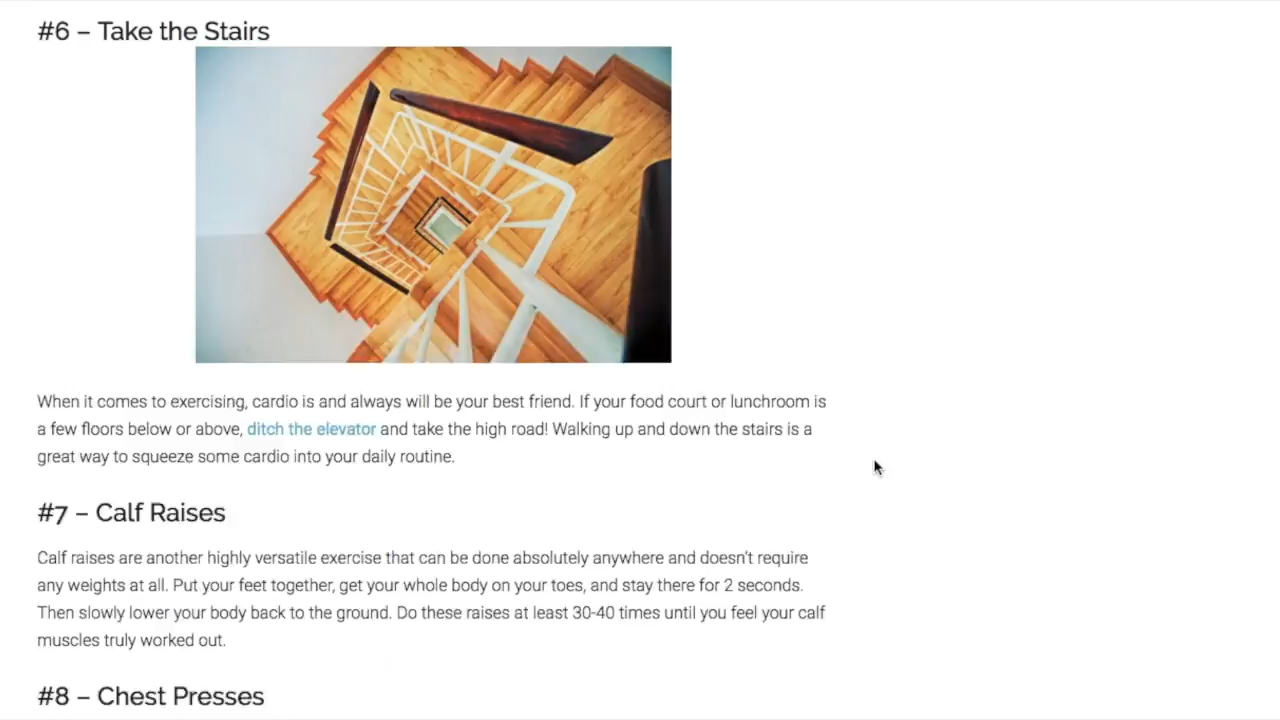 #6 – Take the Stairs
When it comes to exercising, cardio is and always will be your best friend. If your food court or lunchroom is
a few floors below or above, ditch the elevator and take the high road! Walking up and down the stairs is a
great way to squeeze some cardio into your daily routine.
#7 – Calf Raises
Calf raises are another highly versatile exercise that can be done absolutely anywhere and doesn't require
any weights at all. Put your feet together, get your whole body on your toes, and stay there for 2 seconds.
Then slowly lower your body back to the ground. Do these raises at least 30-40 times until you feel your calf
muscles truly worked out.
#8 – Chest Presses